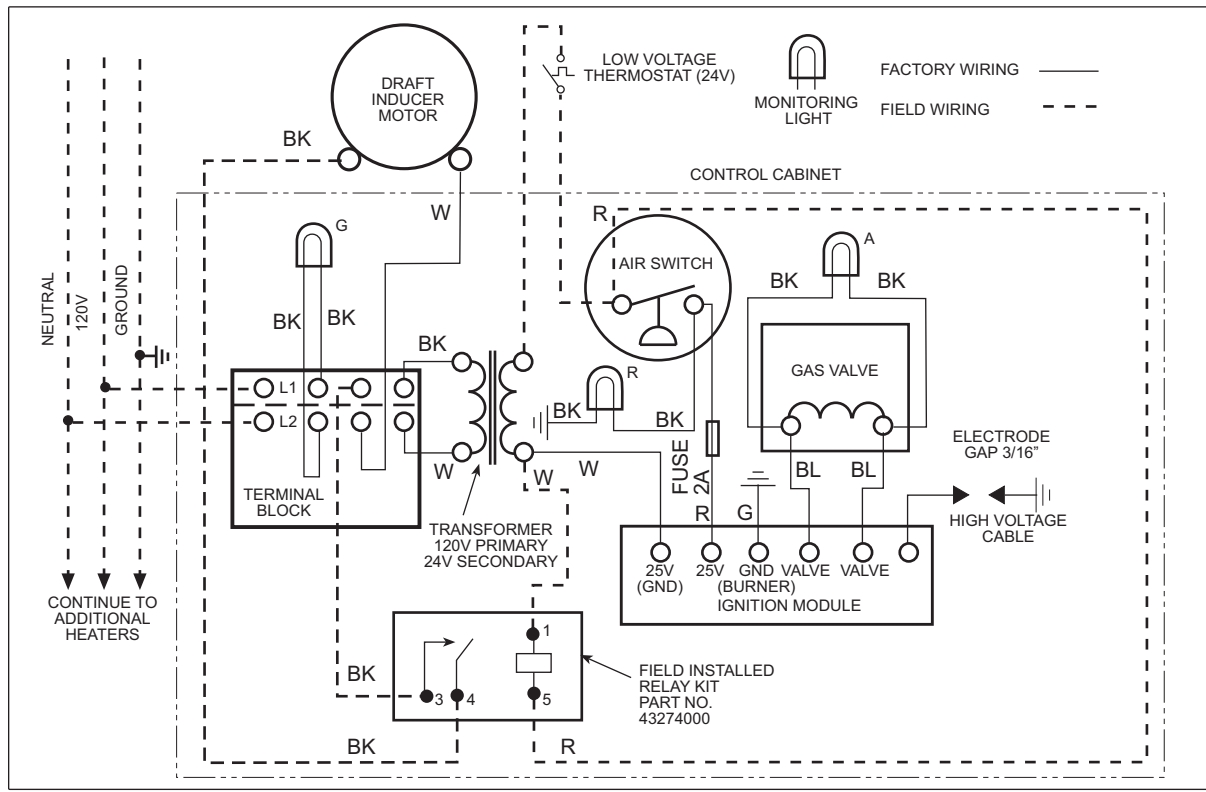 DRAFT
INDUCER
MOTOR
LOW VOLTAGE
THERMOSTAT (24V)
MONITORING
LIGHT
FACTORY WIRING
FIELD WIRING
BK
W
CONTROL CABINET
NEUTRAL
120V
GROUND
G
BK
BK
R
AIR SWITCH
A
BK
BK
GAS VALVE
L1
L2
TERMINAL
BLOCK
BK
W
TRANSFORMER
120V PRIMARY
24V SECONDARY
W
W
BK
R
BK
FUSE
2A
R
G
BL
BL
ELECTRODE
GAP 3/16”
HIGH VOLTAGE
CABLE
25V
(GND)
25V
GND
(BURNER)
VALVE
VALVE
IGNITION MODULE
CONTINUE TO
ADDITIONAL
HEATERS
BK
3
4
1
5
FIELD INSTALLED
RELAY KIT
PART NO.
43274000
BK
R